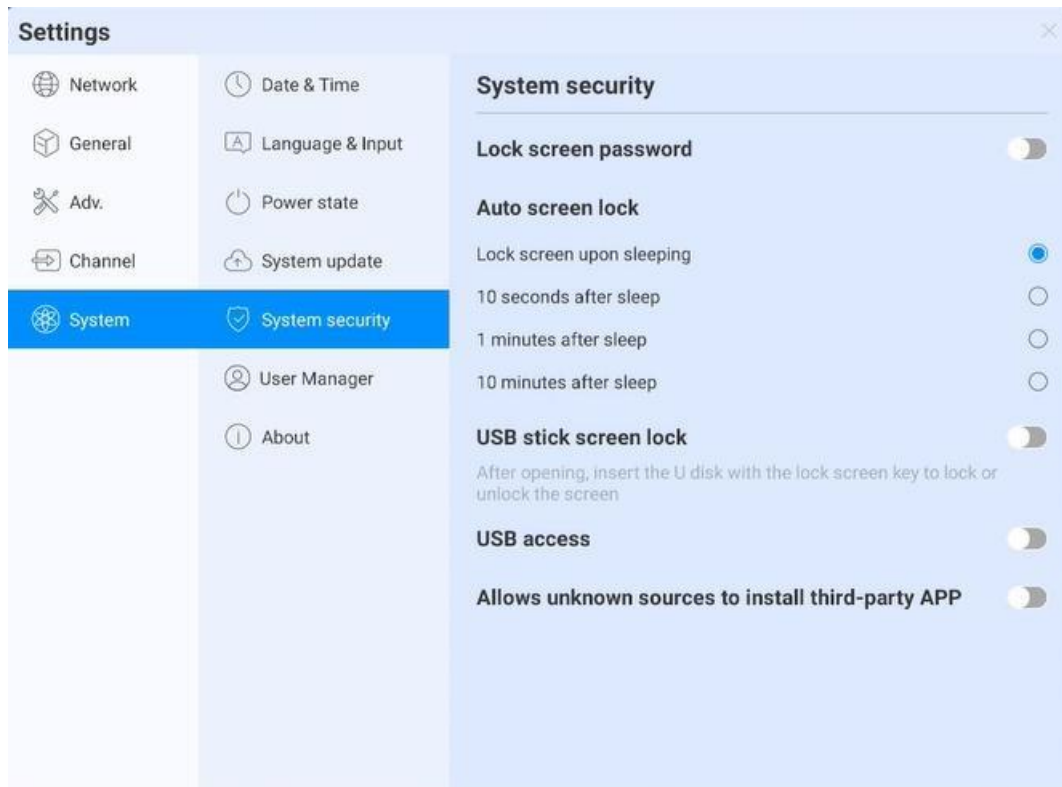 Settings
Network
General
Adv.
Channel
System
Date & Time
Language & Input
Power state
System update
System security
User Manager
About
System security
Lock screen password
Auto screen lock
Lock screen upon sleeping
10 seconds after sleep
1 minutes after sleep
10 minutes after sleep
USB stick screen lock
After opening, insert the U disk with the lock screen key to lock or
unlock the screen
USB access
Allows unknown sources to install third-party APP